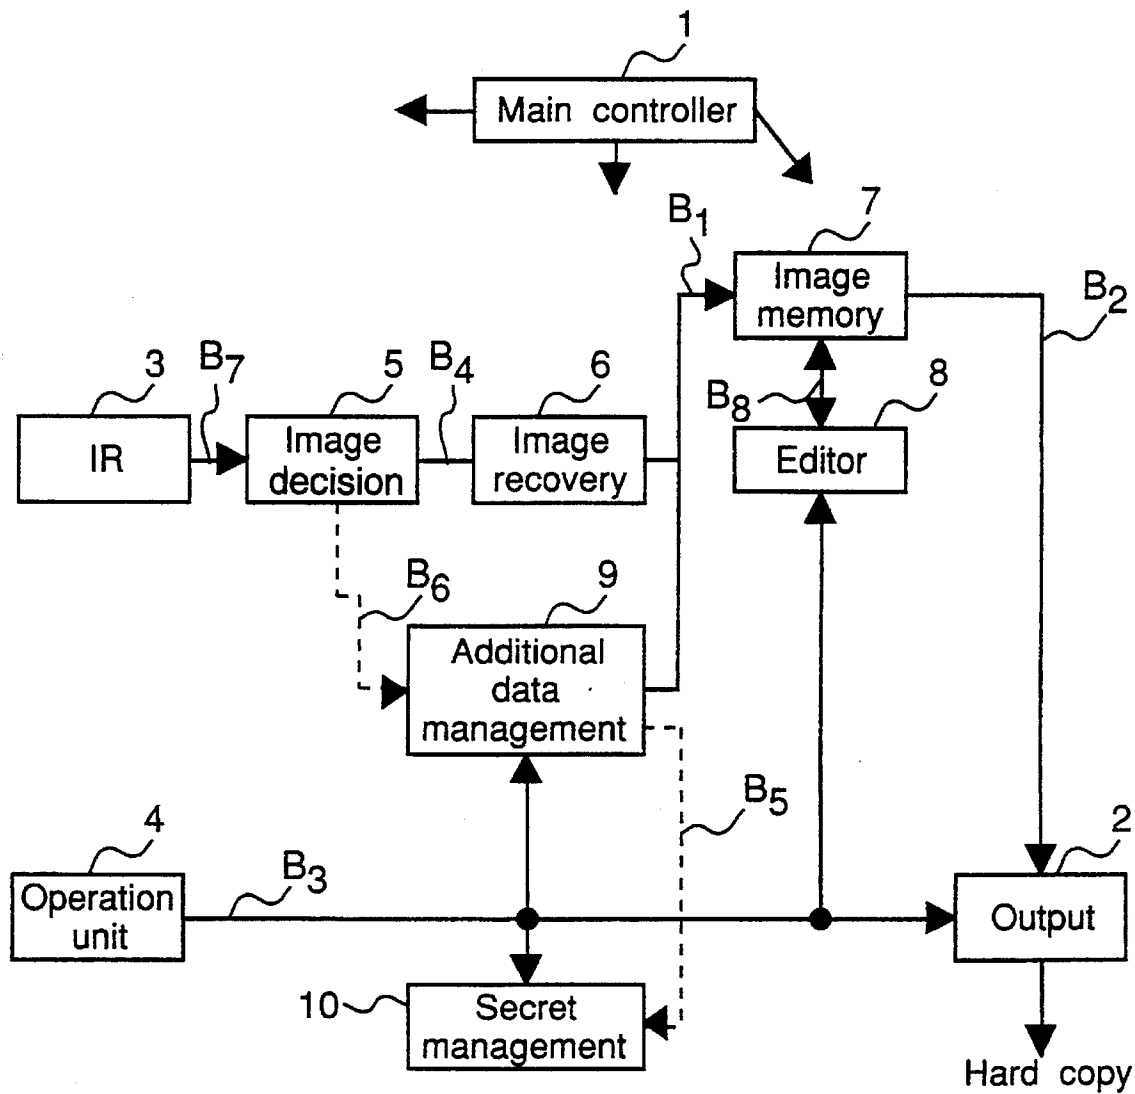 1
Main controller
B1
7
Image
memory
B2
3
B7
5
B4
6
B8
8
IR
Image
decision
Image
recovery
Editor
B6
9
Additional
data
management
B5
4
B3
2
Operation
unit
Output
10
Secret
management
Hard copy